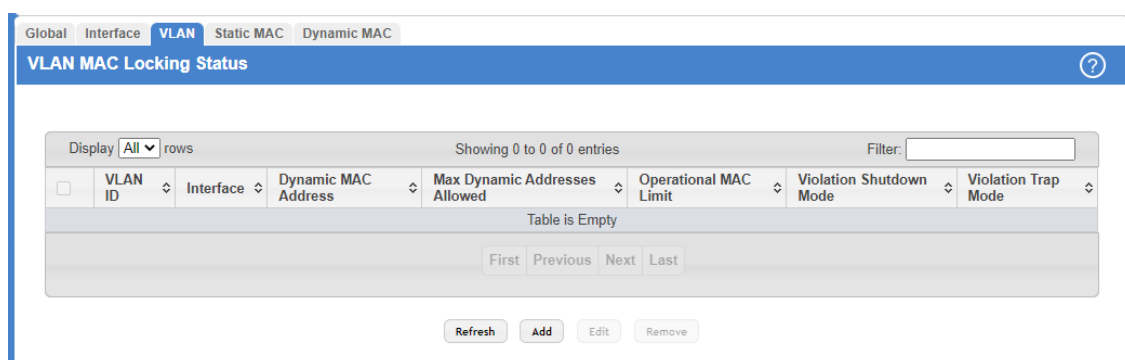 Global Interface VLAN Static MAC Dynamic MAC
VLAN MAC Locking Status ?
Display All rows Showing 0 to 0 of 0 entries Filter:
VLAN ID Interface Dynamic MAC Address Max Dynamic Addresses Allowed Operational MAC Limit Violation Shutdown Mode Violation Trap Mode
Table is Empty
First Previous Next Last
Refresh Add Edit Remove